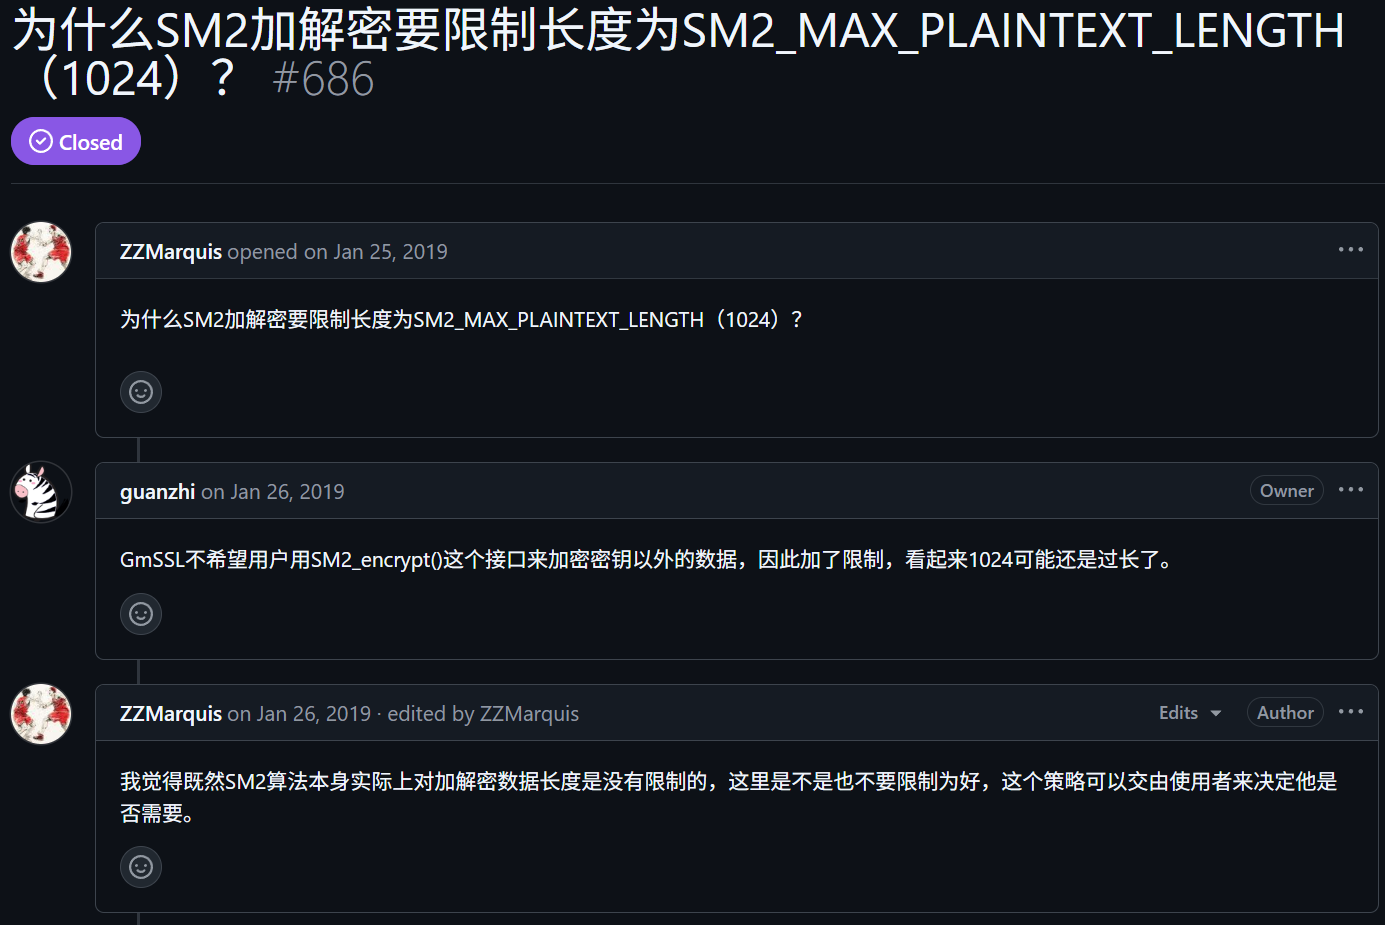 为什么SM2加解密要限制长度为SM2_MAX_PLAINTEXT_LENGTH
（1024）？ #686
Closed
ZZMarquis opened on Jan 25, 2019
为什么SM2加解密要限制长度为SM2_MAX_PLAINTEXT_LENGTH（1024）？
guanzhi on Jan 26, 2019
Owner
GmSSL不希望用户用SM2_encrypt()这个接口来加密密钥以外的数据，因此加了限制，看起来1024可能还是过长了。
ZZMarquis on Jan 26, 2019 · edited by ZZMarquis
Edits
Author
我觉得既然SM2算法本身实际上对加解密数据长度是没有限制的，这里是不是也不要限制为好，这个策略可以交由使用者来决定他是
否需要。